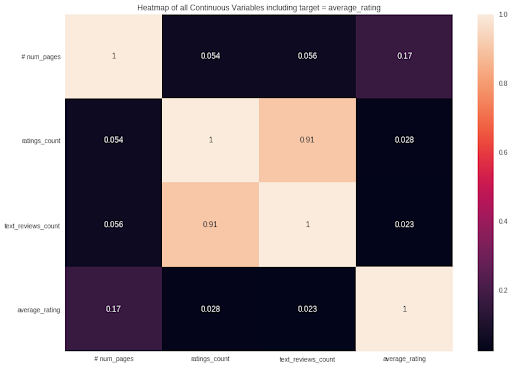 Heatmap of all Continuous Variables including target = average_rating
1.0
# num_pages 1 0.054 0.056 0.17
0.8
ratings_count 0.054 1 0.91 0.028
0.6
text_reviews_count 0.056 0.91 1 0.023
0.4
average_rating 0.17 0.028 0.023 1
0.2
# num_pages ratings_count text_reviews_count average_rating